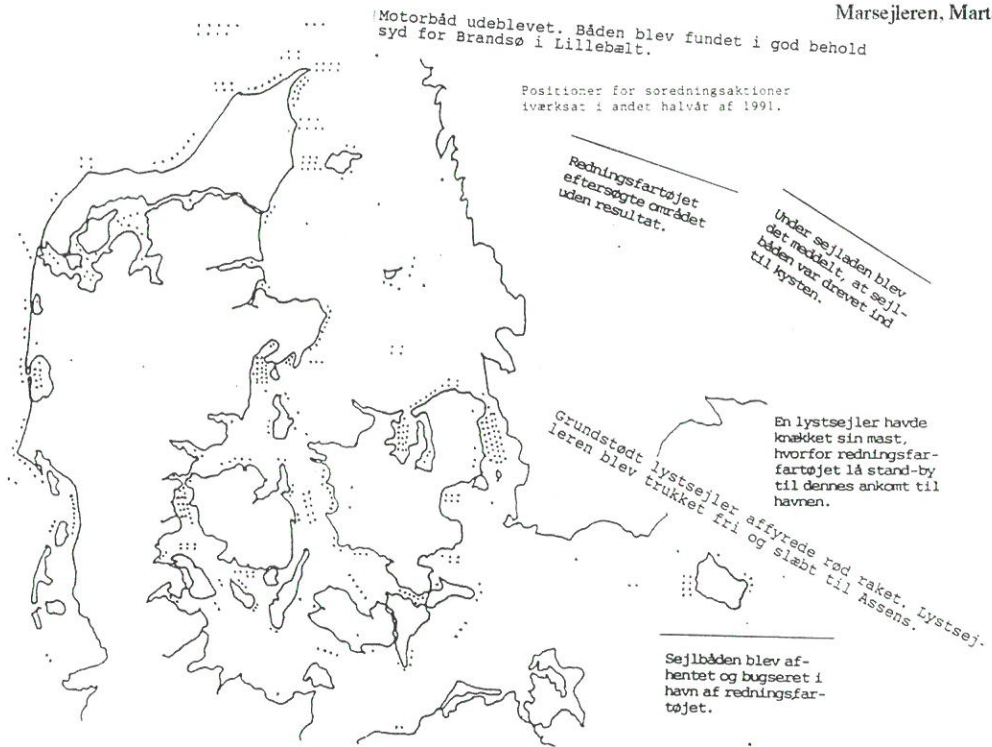 Marsejleren, Mart
Motorbåd udeblevet. Båden blev fundet i god behold
syd for Brandsø i Lillebælt.
Positioner for soredningsaktioner
iværksat i andet halvår af 1991.
Redningsfartøjet
eftersøgte området
uden resultat.
Under sejladen blev
det meddelt, at sejl-
båden var drevet ind
til kysten.
En lystsejler havde
knækket sin mast,
hvorfor redningsfar-
fartøjet lå stand-by
til dennes ankomt til
havnen.
Grundstødt lystsejler affyrede rød raket. Lystsej-
leren blev trukket fri og slæbt til Assens.
Sejlbåden blev af-
hentet og bugseret i
havn af redningsfar-
tøjet.